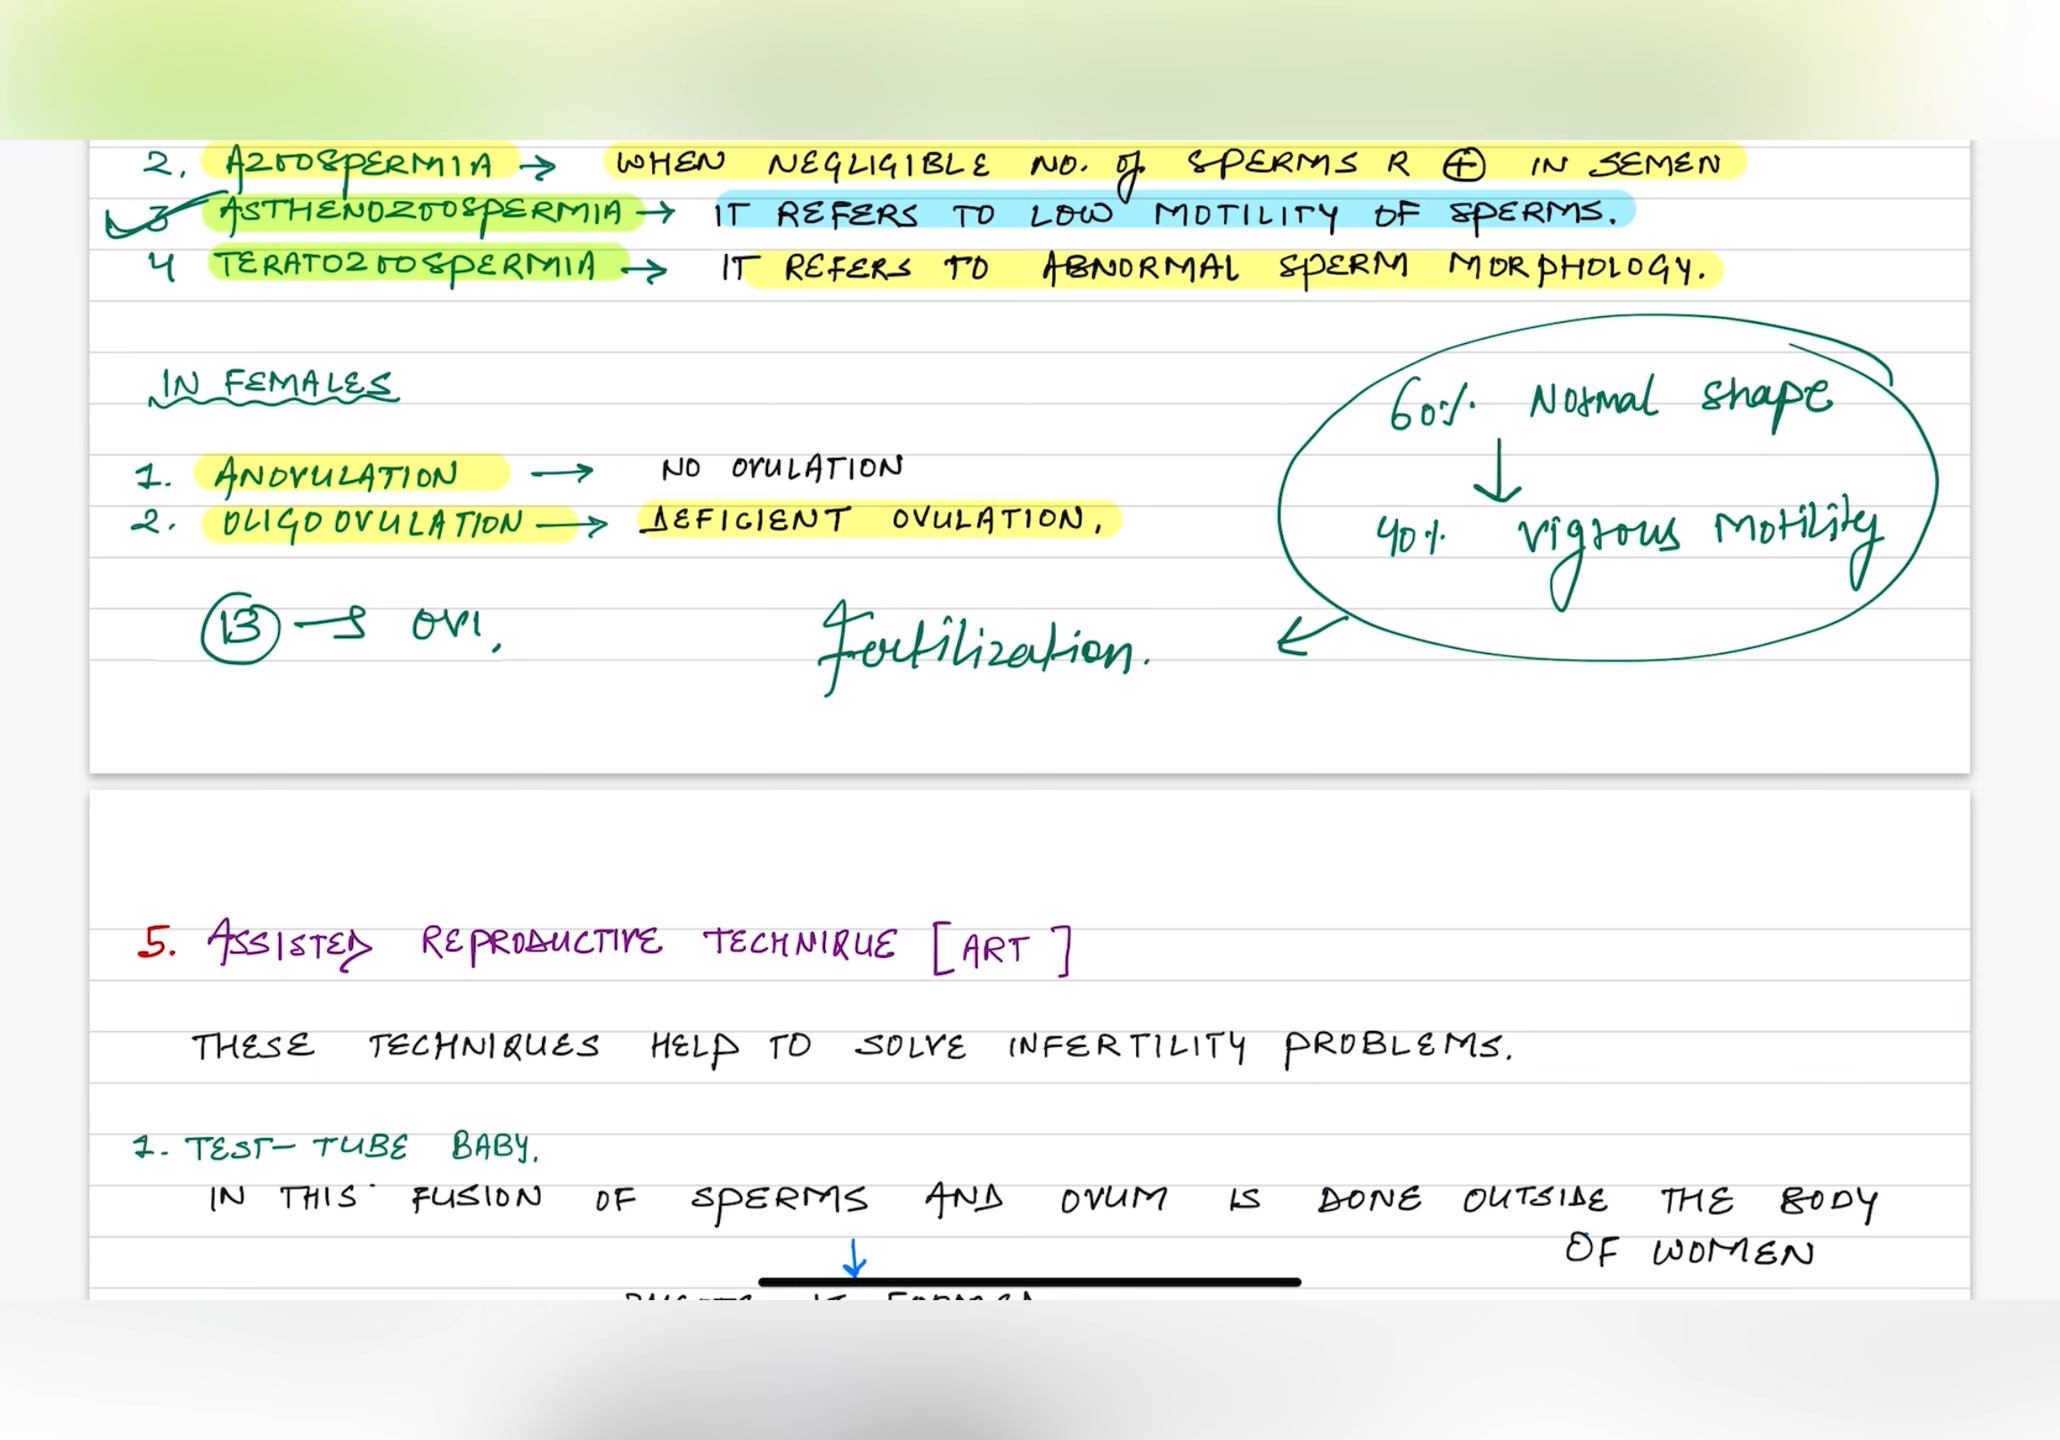 2. AZOOSPERMIA → WHEN NEGLIGIBLE NO. of SPERMS R ⊕ IN SEMEN
3 ASTHENOZOOSPERMIA → IT REFERS TO LOW MOTILITY OF SPERMS.
4 TERATOZOOSPERMIA → IT REFERS TO ABNORMAL SPERM MORPHOLOGY.
IN FEMALES
60% Normal shape
↓
1. ANOVULATION → NO OVULATION
2. OLIGO OVULATION → DEFICIENT OVULATION.
40% vigrous Motility
13 → OVI.
Fertilization. ←
5. ASSISTED REPRODUCTIVE TECHNIQUE [ART]
THESE TECHNIQUES HELP TO SOLVE INFERTILITY PROBLEMS.
1. TEST-TUBE BABY.
IN THIS FUSION OF SPERMS AND OVUM IS DONE OUTSIDE THE BODY
OF WOMEN
↓